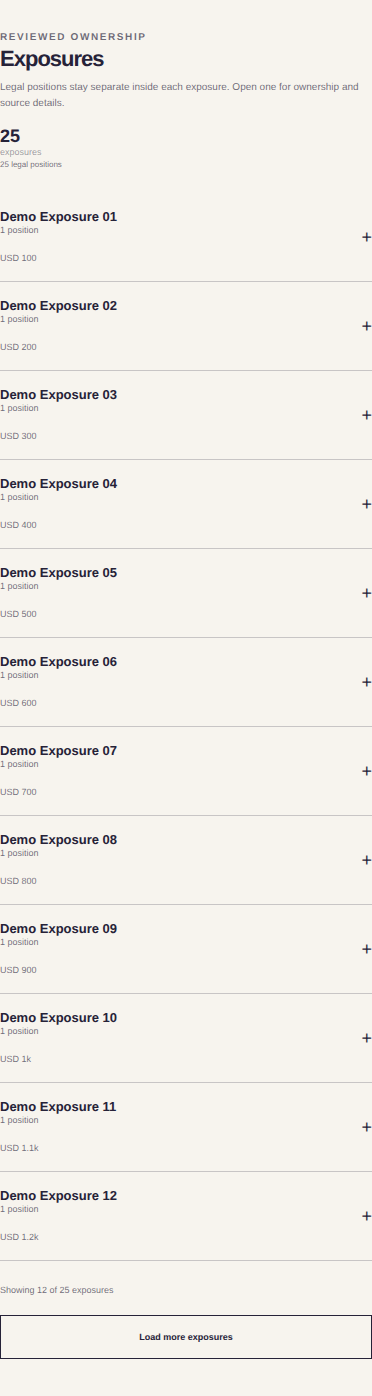 REVIEWED OWNERSHIP
Exposures
Legal positions stay separate inside each exposure. Open one for ownership and
source details.
25
exposures
25 legal positions
Demo Exposure 01
1 position
+
USD 100
Demo Exposure 02
1 position
+
USD 200
Demo Exposure 03
1 position
+
USD 300
Demo Exposure 04
1 position
+
USD 400
Demo Exposure 05
1 position
+
USD 500
Demo Exposure 06
1 position
+
USD 600
Demo Exposure 07
1 position
+
USD 700
Demo Exposure 08
1 position
+
USD 800
Demo Exposure 09
1 position
+
USD 900
Demo Exposure 10
1 position
+
USD 1k
Demo Exposure 11
1 position
+
USD 1.1k
Demo Exposure 12
1 position
+
USD 1.2k
Showing 12 of 25 exposures
Load more exposures